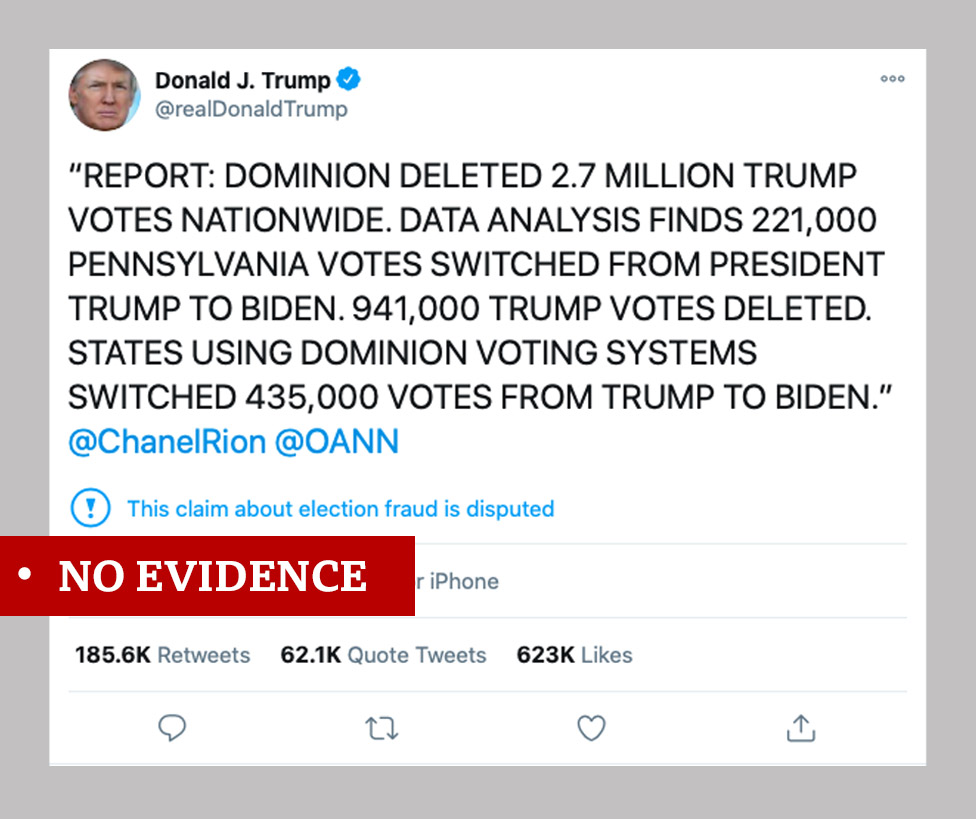 Donald J. Trump
@realDonaldTrump
“REPORT: DOMINION DELETED 2.7 MILLION TRUMP
VOTES NATIONWIDE. DATA ANALYSIS FINDS 221,000
PENNSYLVANIA VOTES SWITCHED FROM PRESIDENT
TRUMP TO BIDEN. 941,000 TRUMP VOTES DELETED.
STATES USING DOMINION VOTING SYSTEMS
SWITCHED 435,000 VOTES FROM TRUMP TO BIDEN.”
@ChanelRion @OANN
This claim about election fraud is disputed
• NO EVIDENCE
iPhone
185.6K Retweets 62.1K Quote Tweets 623K Likes